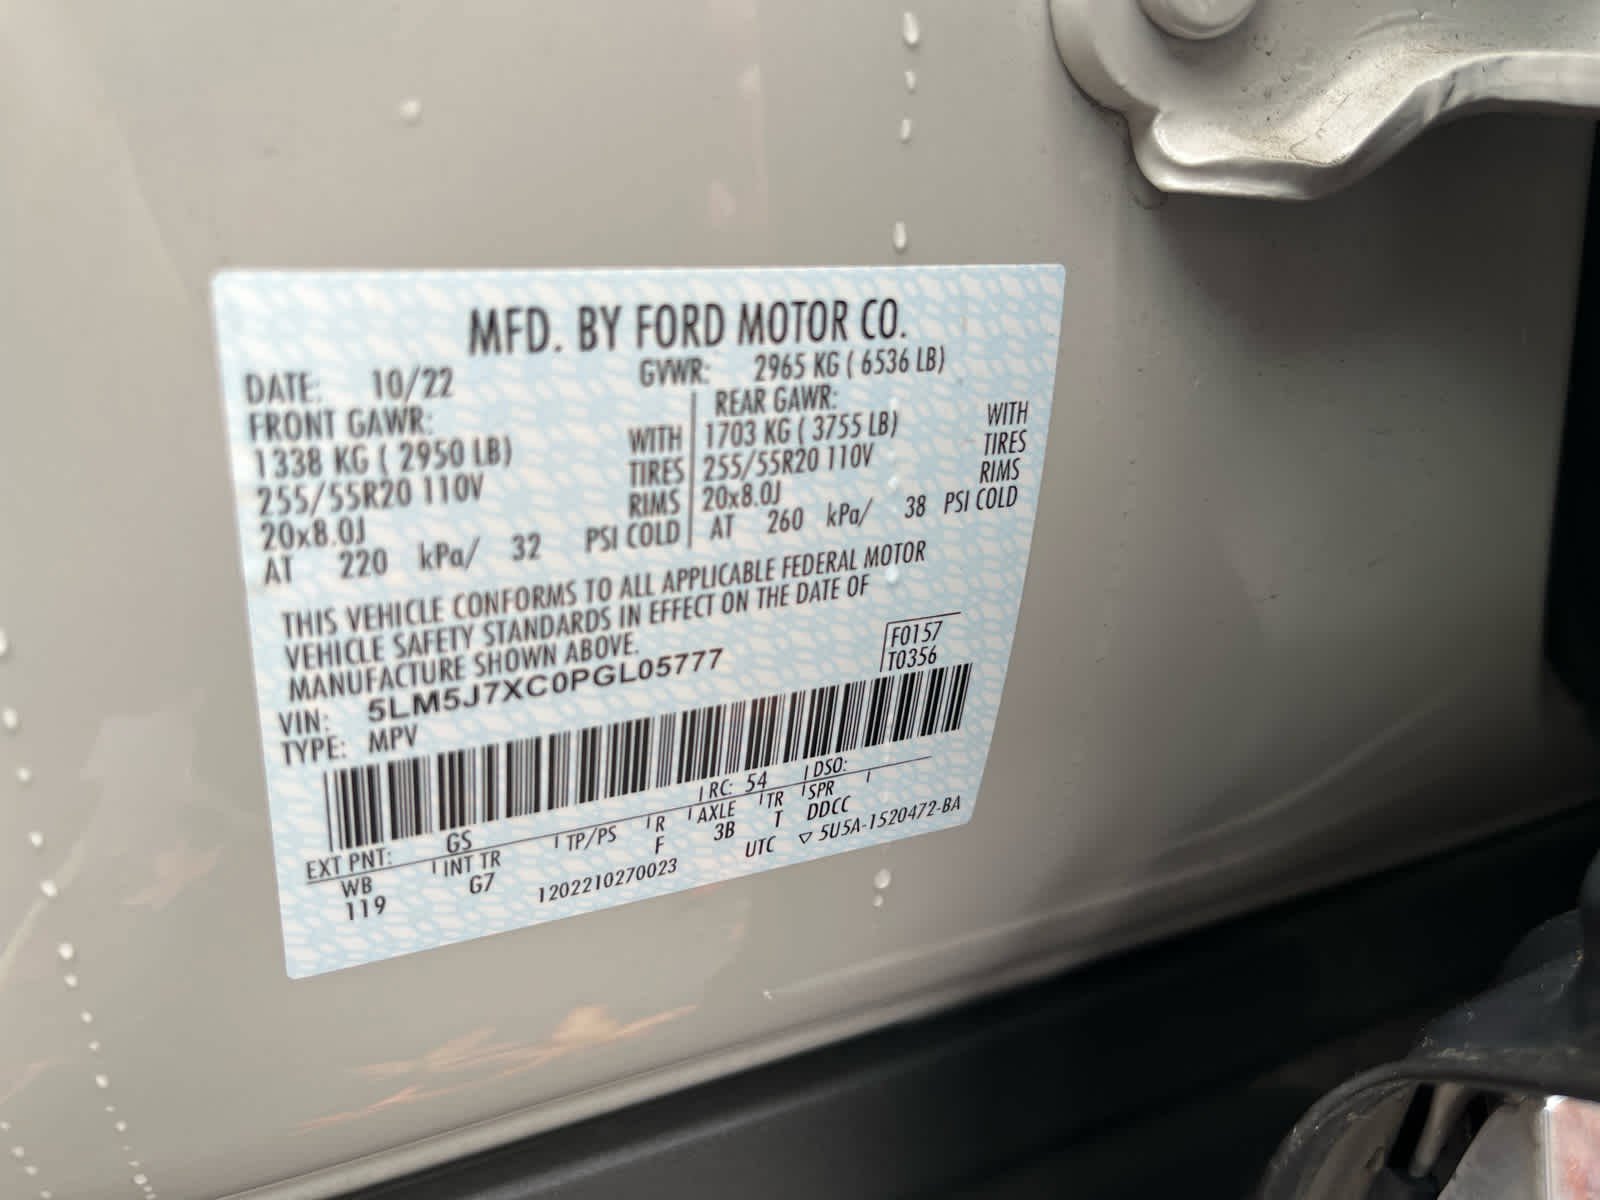 MFD. BY FORD MOTOR CO.
DATE: 10/22 GVWR: 2965 KG ( 6536 LB)
FRONT GAWR: REAR GAWR:
1338 KG ( 2950 LB) WITH 1703 KG ( 3755 LB) WITH
255/55R20 110V TIRES 255/55R20 110V TIRES
20x8.0J RIMS 20x8.0J RIMS
AT 220 kPa/ 32 PSI COLD AT 260 kPa/ 38 PSI COLD
THIS VEHICLE CONFORMS TO ALL APPLICABLE FEDERAL MOTOR
VEHICLE SAFETY STANDARDS IN EFFECT ON THE DATE OF
MANUFACTURE SHOWN ABOVE.
F0157
VIN: 5LM5J7XC0PGL05777 T0356
TYPE: MPV
EXT PNT: GS RC: 54 DSO:
WB INT TR TP/PS R AXLE TR SPR
119 G7 F 3B T DDCC
1202210270023 UTC ▽ 5U5A-1520472-BA